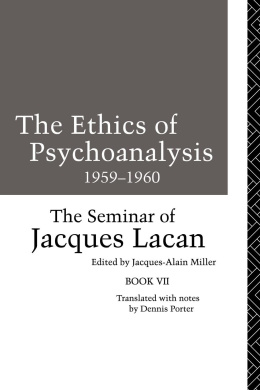 The Ethics of
Psychoanalysis
1959–1960
The Seminar of
Jacques Lacan
Edited by Jacques-Alain Miller
BOOK VII
Translated with notes
by Dennis Porter